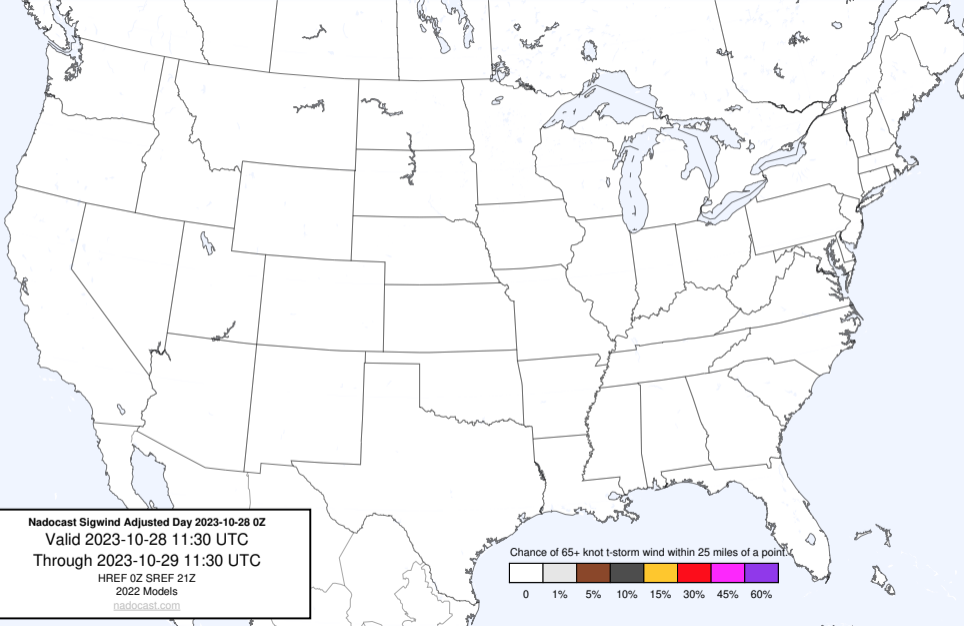 Nadocast Sigwind Adjusted Day 2023-10-28 0Z
Valid 2023-10-28 11:30 UTC
Through 2023-10-29 11:30 UTC
HREF 0Z SREF 21Z
2022 Models
nadocast.com
Chance of 65+ knot t-storm wind within 25 miles of a point.
0 1% 5% 10% 15% 30% 45% 60%